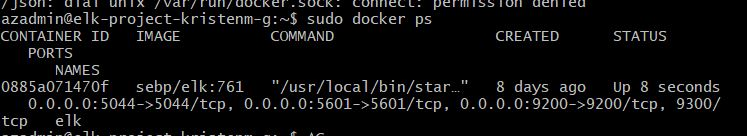 /json: dial unix /var/run/docker.sock: connect: permission denied
azadmin@elk-project-kristenm-g:~$ sudo docker ps
CONTAINER ID   IMAGE          COMMAND                  CREATED      STATUS
   PORTS
       NAMES
0885a071470f   sebp/elk:761   "/usr/local/bin/star…"   8 days ago   Up 8 seconds
   0.0.0.0:5044->5044/tcp, 0.0.0.0:5601->5601/tcp, 0.0.0.0:9200->9200/tcp, 9300/
tcp   elk
azadmin@elk-project-kristenm-g:~$ ^C